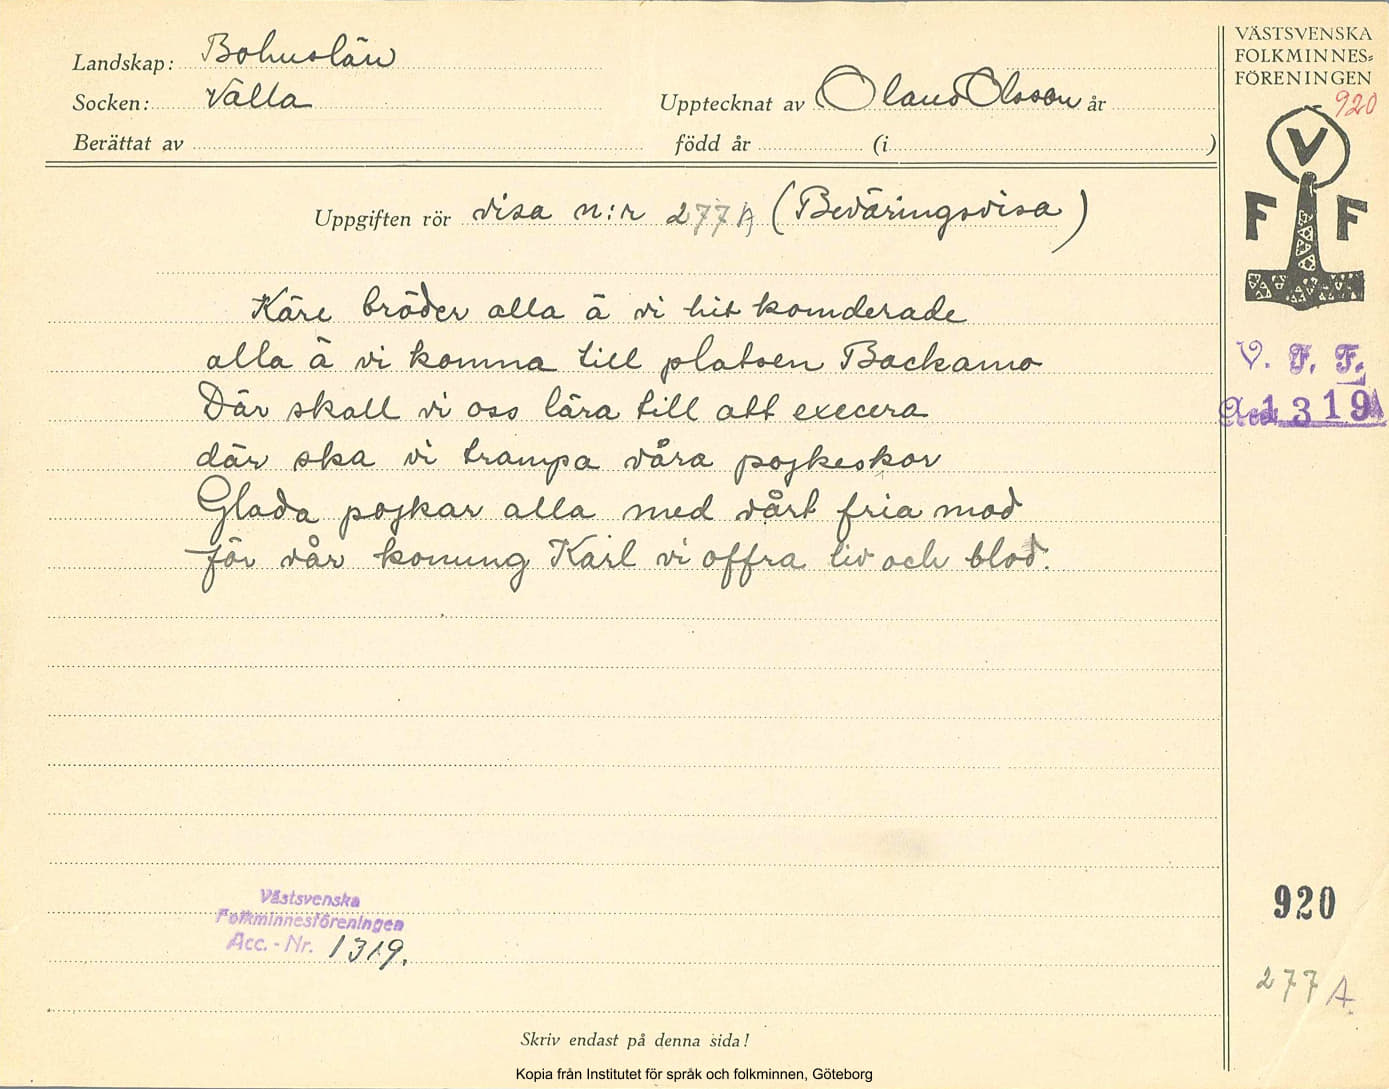 Landskap: Bohuslän
Socken: Välla
Upptecknat av Olaus Olsson år
Berättat av
född år (i )
Uppgiften rör visa n:r 277 A (Beväringsvisa)
Käre bröder alla ä vi hit komderade
alla ä vi komna till platsen Backamo
Där skall vi oss lära till att execera
där ska vi trampa våra pojkeskor
Glada pojkar alla med vårt fria mod
för vår konung Karl vi offra liv och blod.
Västsvenska
Folkminnesföreningen
Acc.-Nr. 1319.
Skriv endast på denna sida!
VÄSTSVENSKA
FOLKMINNES=
FÖRENINGEN
920
V
F F
V. F. F.
Acc. 1319
920
277 A.
Kopia från Institutet för språk och folkminnen, Göteborg